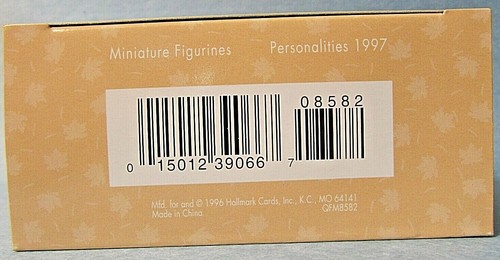 Miniature Figurines Personalities 1997
08582
0 15012 39066 7
Mfd. for and © 1996 Hallmark Cards, Inc., K.C., MO 64141
Made in China QFM8582